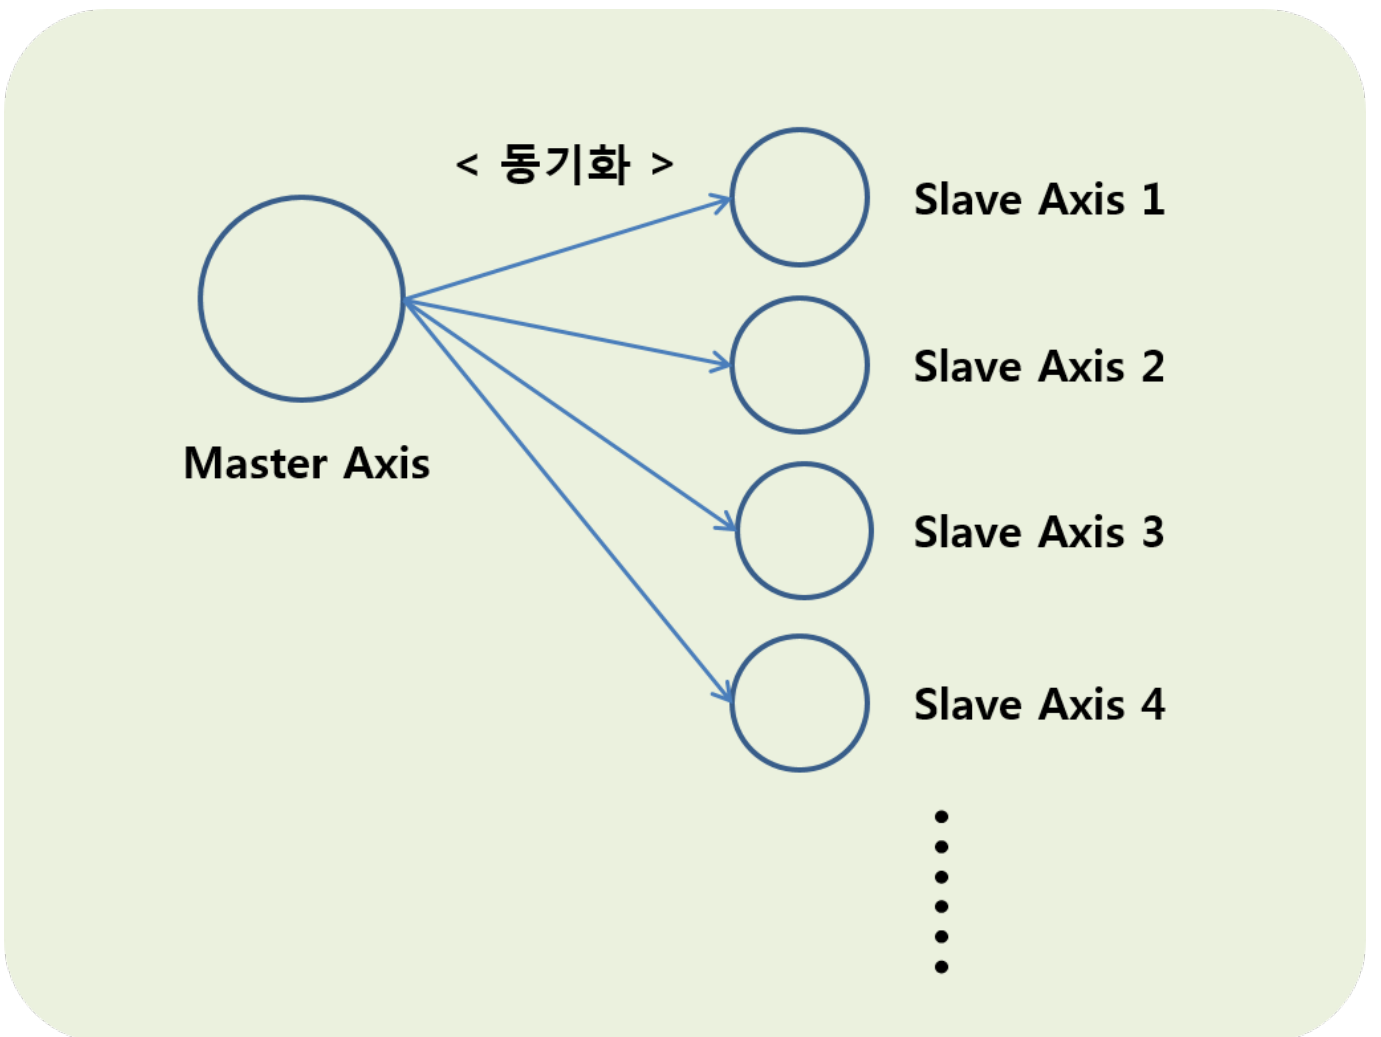 < 동기화 >
Slave Axis 1
Slave Axis 2
Master Axis
Slave Axis 3
Slave Axis 4